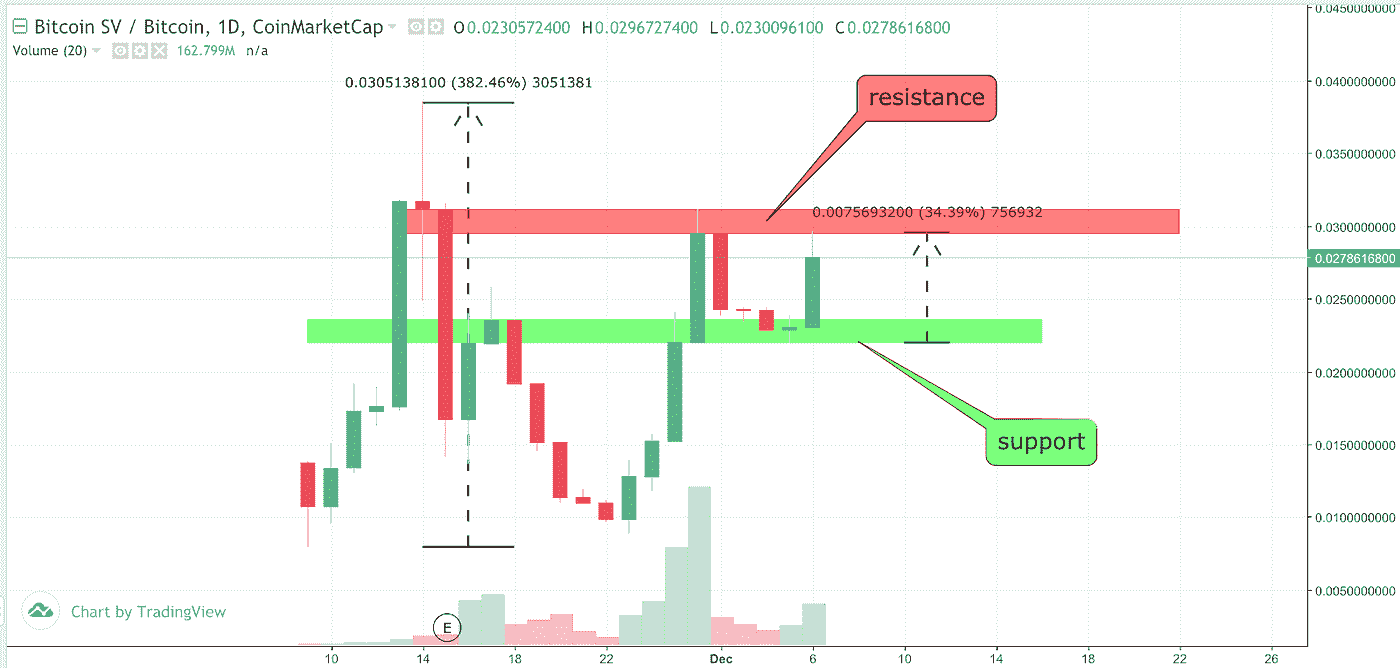 Bitcoin SV / Bitcoin, 1D, CoinMarketCap O0.0230572400 H0.0296727400 L0.0230096100 C0.0278616800
Volume (20) 162.799M n/a
0.0305138100 (382.46%) 3051381
resistance
0.0075693200 (34.39%) 756932
support
E
Chart by TradingView
0.0450000000
0.0400000000
0.0350000000
0.0300000000
0.0278616800
0.0250000000
0.0200000000
0.0150000000
0.0100000000
0.0050000000
10 14 18 22 Dec 6 10 14 18 22 26